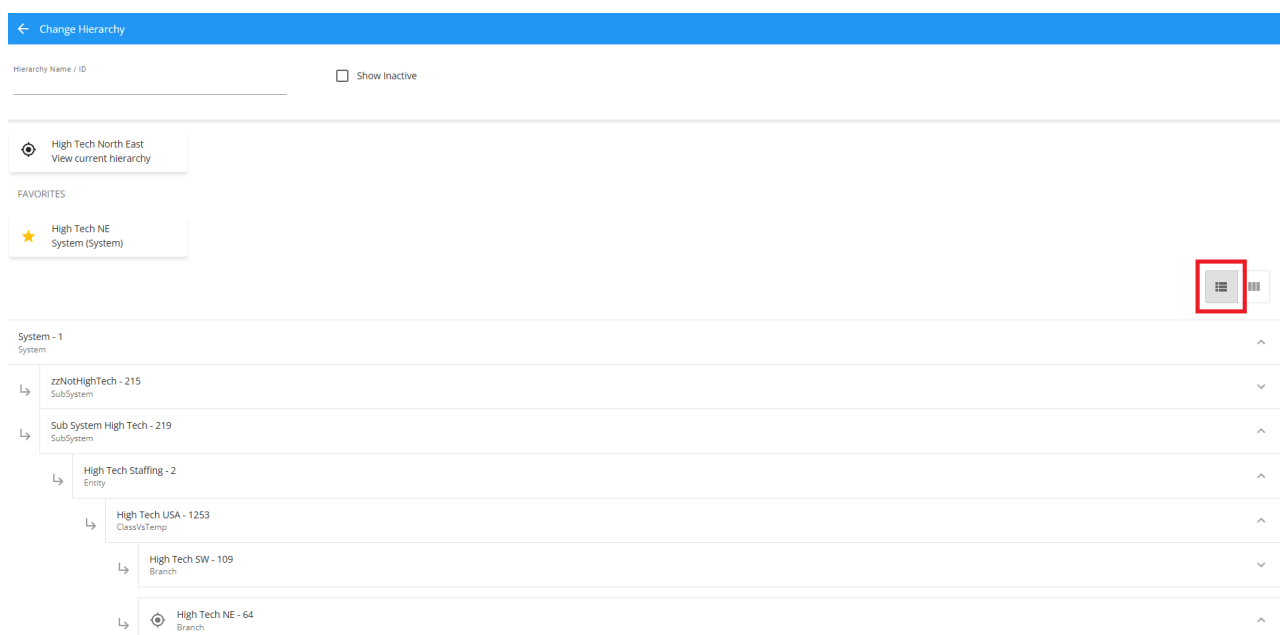 Change Hierarchy
Hierarchy Name / ID
Show Inactive
High Tech North East
View current hierarchy
FAVORITES
High Tech NE
System (System)
System - 1
System
zzNotHighTech - 215
SubSystem
Sub System High Tech - 219
SubSystem
High Tech Staffing - 2
Entity
High Tech USA - 1253
ClassVsTemp
High Tech SW - 109
Branch
High Tech NE - 64
Branch